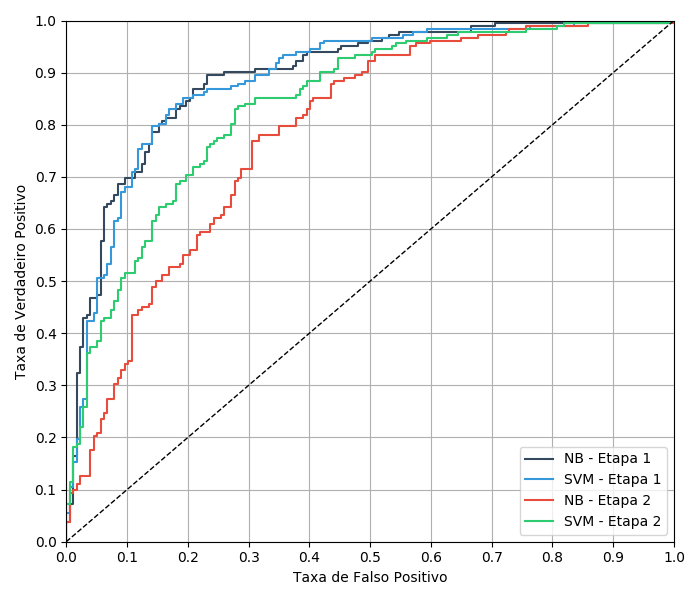 1.0
0.9
0.8
0.7
0.6
0.5
0.4
0.3
0.2
0.1
0.0
Taxa de Verdadeiro Positivo
NB - Etapa 1
SVM - Etapa 1
NB - Etapa 2
SVM - Etapa 2
0.0 0.1 0.2 0.3 0.4 0.5 0.6 0.7 0.8 0.9 1.0
Taxa de Falso Positivo